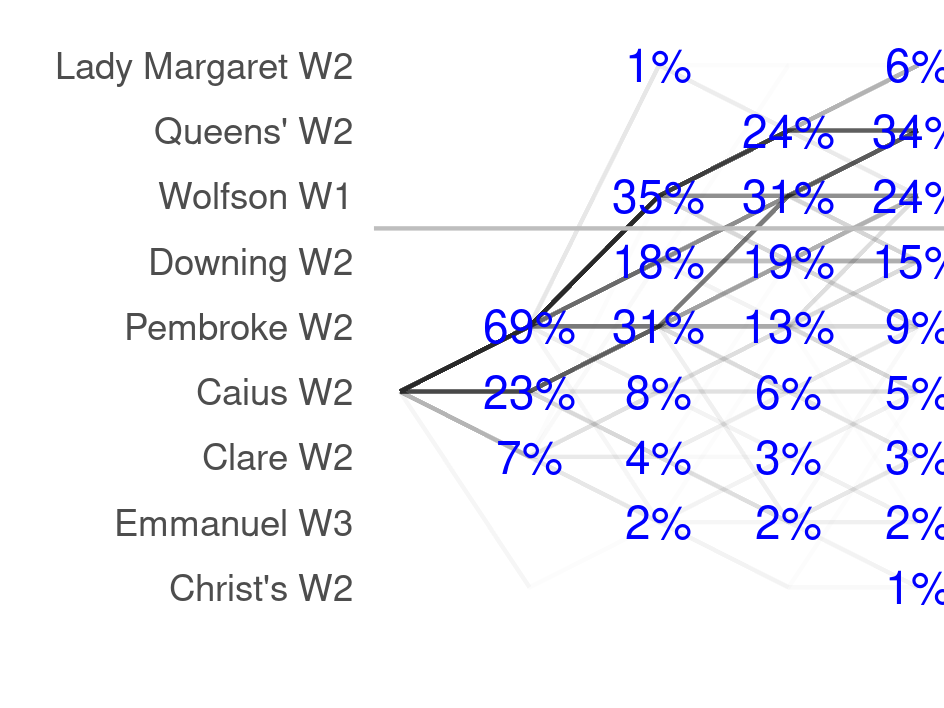 Lady Margaret W2 1% 6%
Queens' W2 24% 34%
Wolfson W1 35% 31% 24%
Downing W2 18% 19% 15%
Pembroke W2 69% 31% 13% 9%
Caius W2 23% 8% 6% 5%
Clare W2 7% 4% 3% 3%
Emmanuel W3 2% 2% 2%
Christ's W2 1%